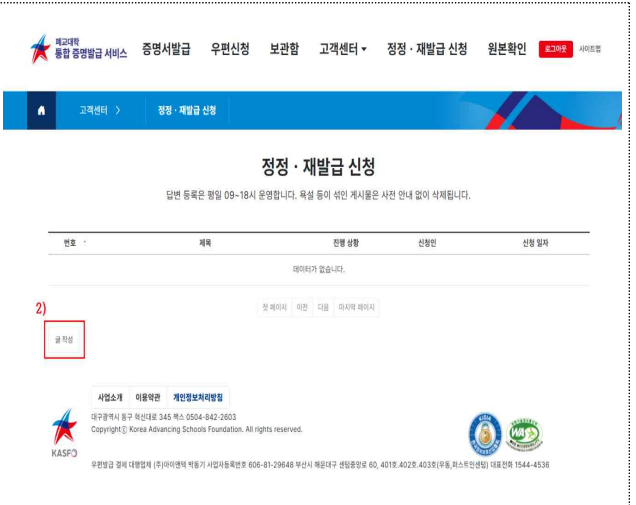 폐교대학
통합 증명발급 서비스
증명서발급 우편신청 보관함 고객센터 정정 · 재발급 신청 원본확인 로그아웃 사이트맵
고객센터 〉 정정 · 재발급 신청
정정 · 재발급 신청
답변 등록은 평일 09~18시 운영합니다. 욕설 등이 섞인 게시물은 사전 안내 없이 삭제됩니다.
번호 제목 진행 상황 신청인 신청 일자
데이터가 없습니다.
첫 페이지 이전 다음 마지막 페이지
2)
글 작성
사업소개 이용약관 개인정보처리방침
대구광역시 동구 혁신대로 345 팩스 0504-842-2603
Copyright ⓒ Korea Advancing Schools Foundation. All rights reserved.
KASFO
WA
우편발급 결제 대행업체 (주)아이앤텍 박동기 사업자등록번호 606-81-29648 부산시 해운대구 센텀중앙로 60, 401호.402호.403호(우동,퍼스트인센텀) 대표전화 1544-4536